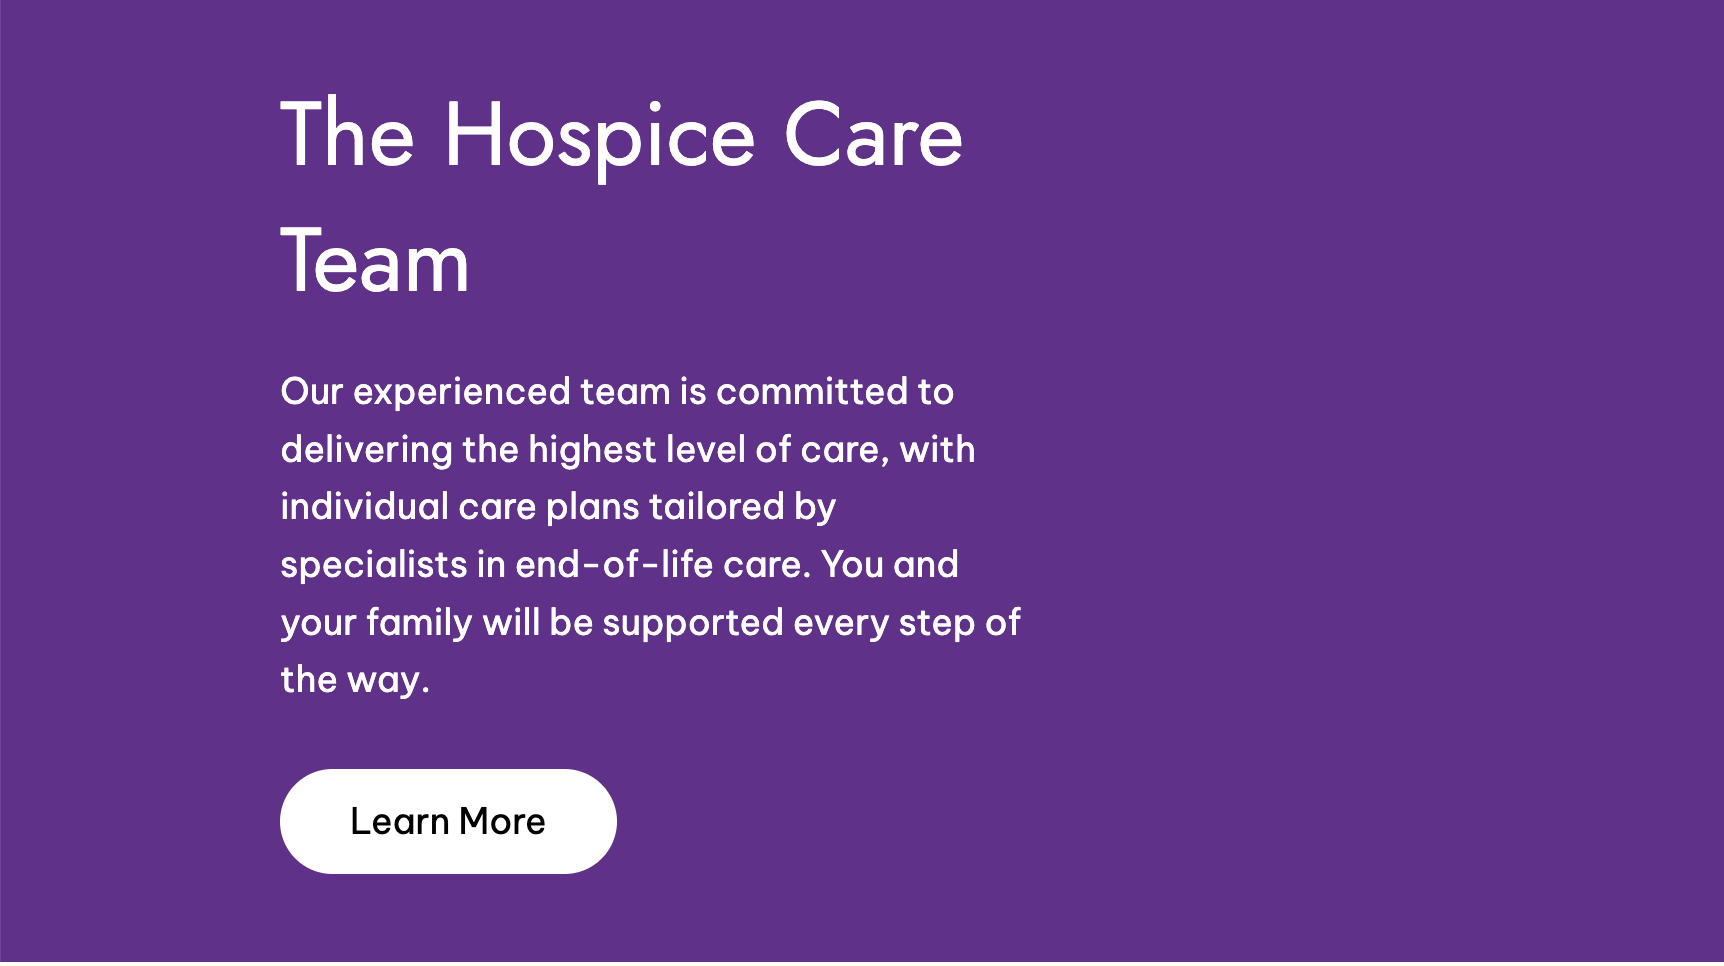 The Hospice Care
Team
Our experienced team is committed to
delivering the highest level of care, with
individual care plans tailored by
specialists in end-of-life care. You and
your family will be supported every step of
the way.
Learn More